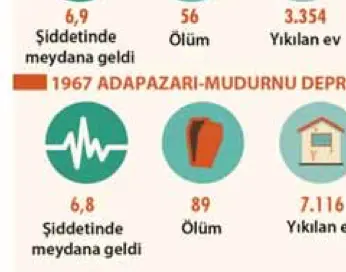 6,9 56 3.354
Şiddetinde meydana geldi Ölüm Yıkılan ev
1967 ADAPAZARI-MUDURNU DEPR
6,8 89 7.116
Şiddetinde meydana geldi Ölüm Yıkılan e